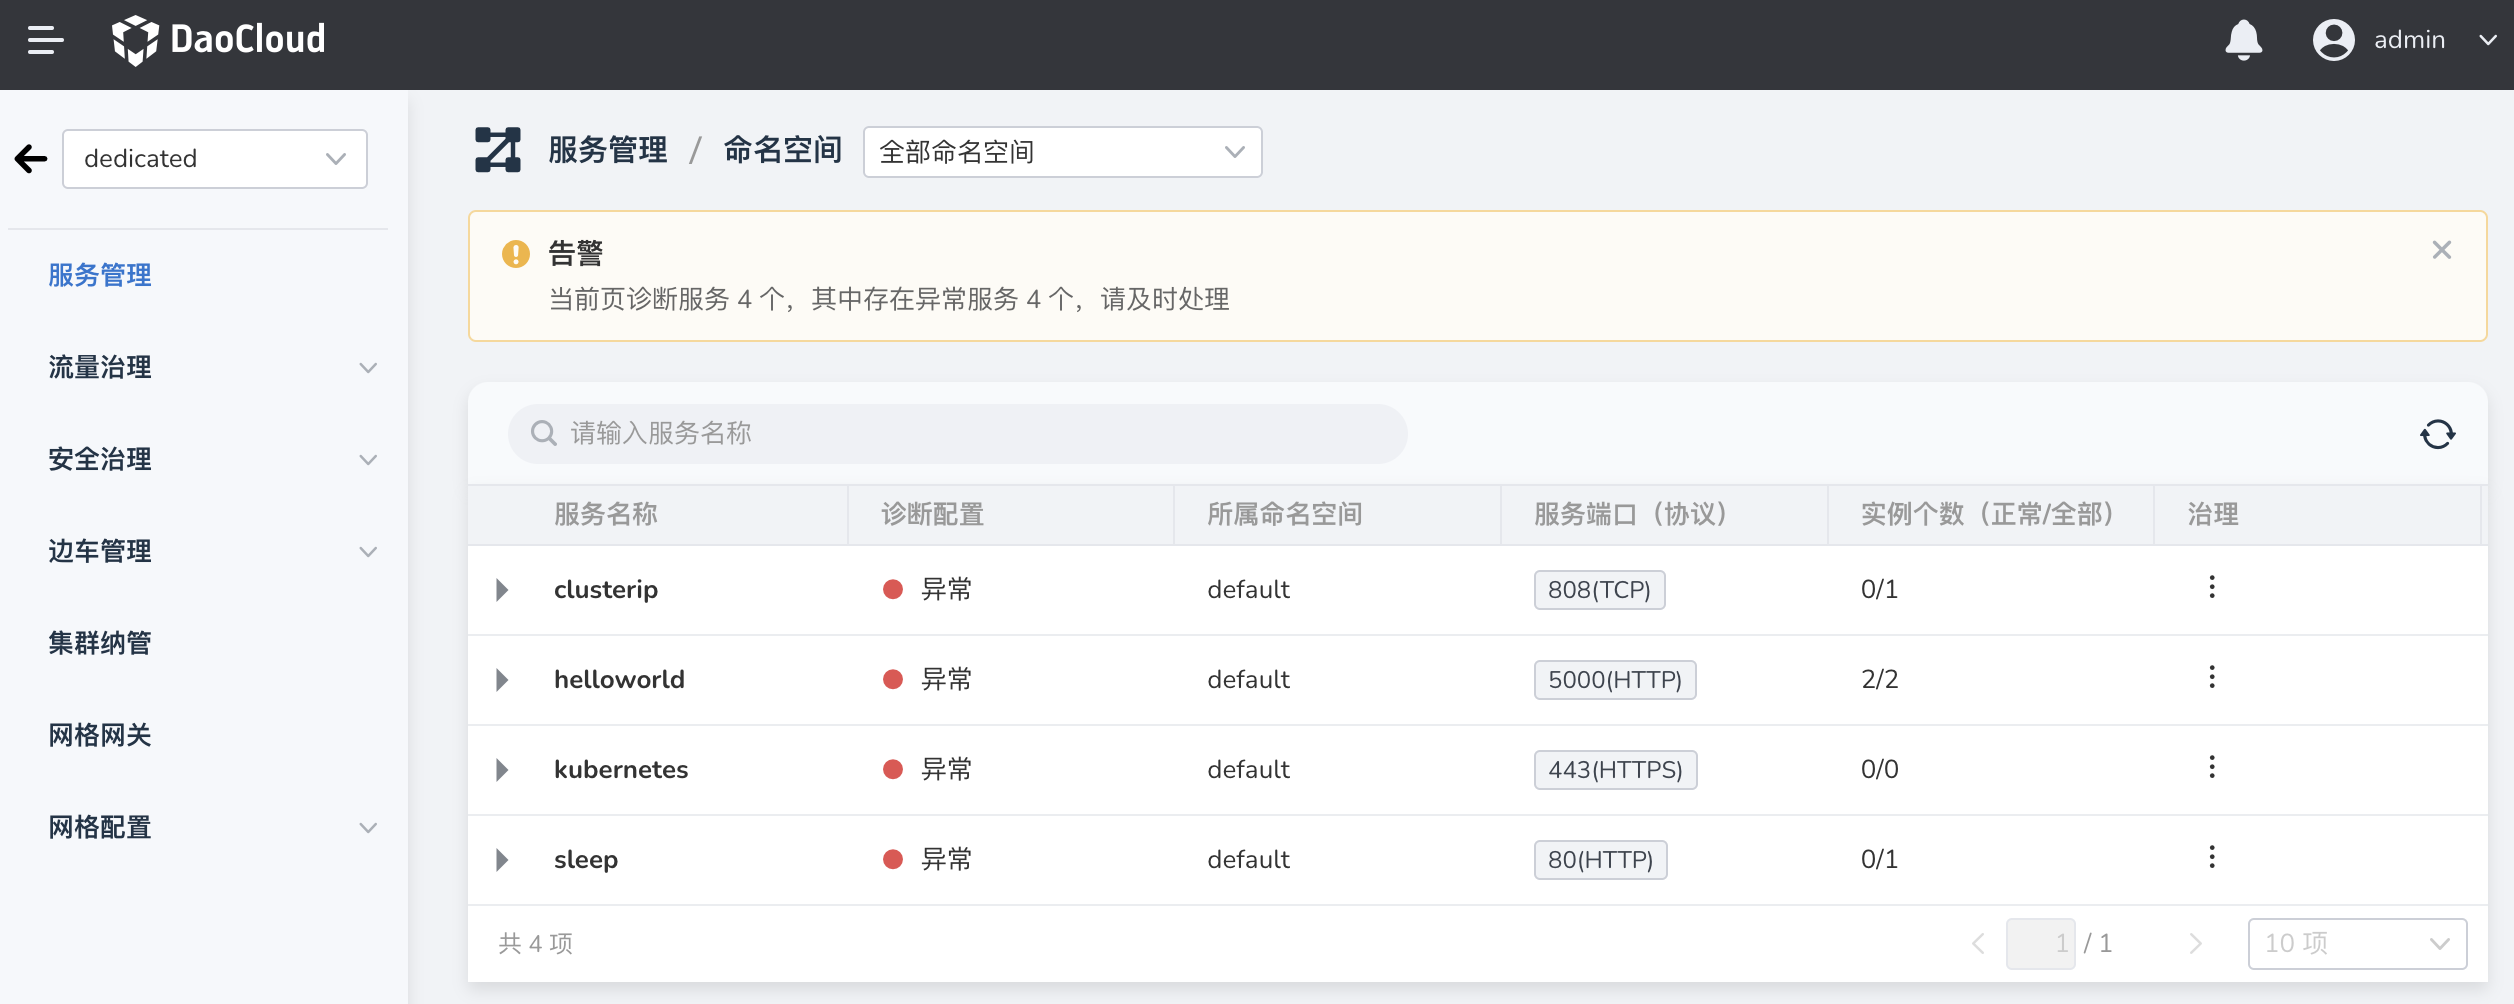 DaoCloud
admin
dedicated
服务管理
流量治理
安全治理
边车管理
集群纳管
网格网关
网格配置
服务管理 / 命名空间 全部命名空间
告警
当前页诊断服务 4 个，其中存在异常服务 4 个，请及时处理
请输入服务名称
服务名称 诊断配置 所属命名空间 服务端口（协议） 实例个数（正常/全部） 治理
clusterip 异常 default 808(TCP) 0/1
helloworld 异常 default 5000(HTTP) 2/2
kubernetes 异常 default 443(HTTPS) 0/0
sleep 异常 default 80(HTTP) 0/1
共 4 项 1 / 1 10 项